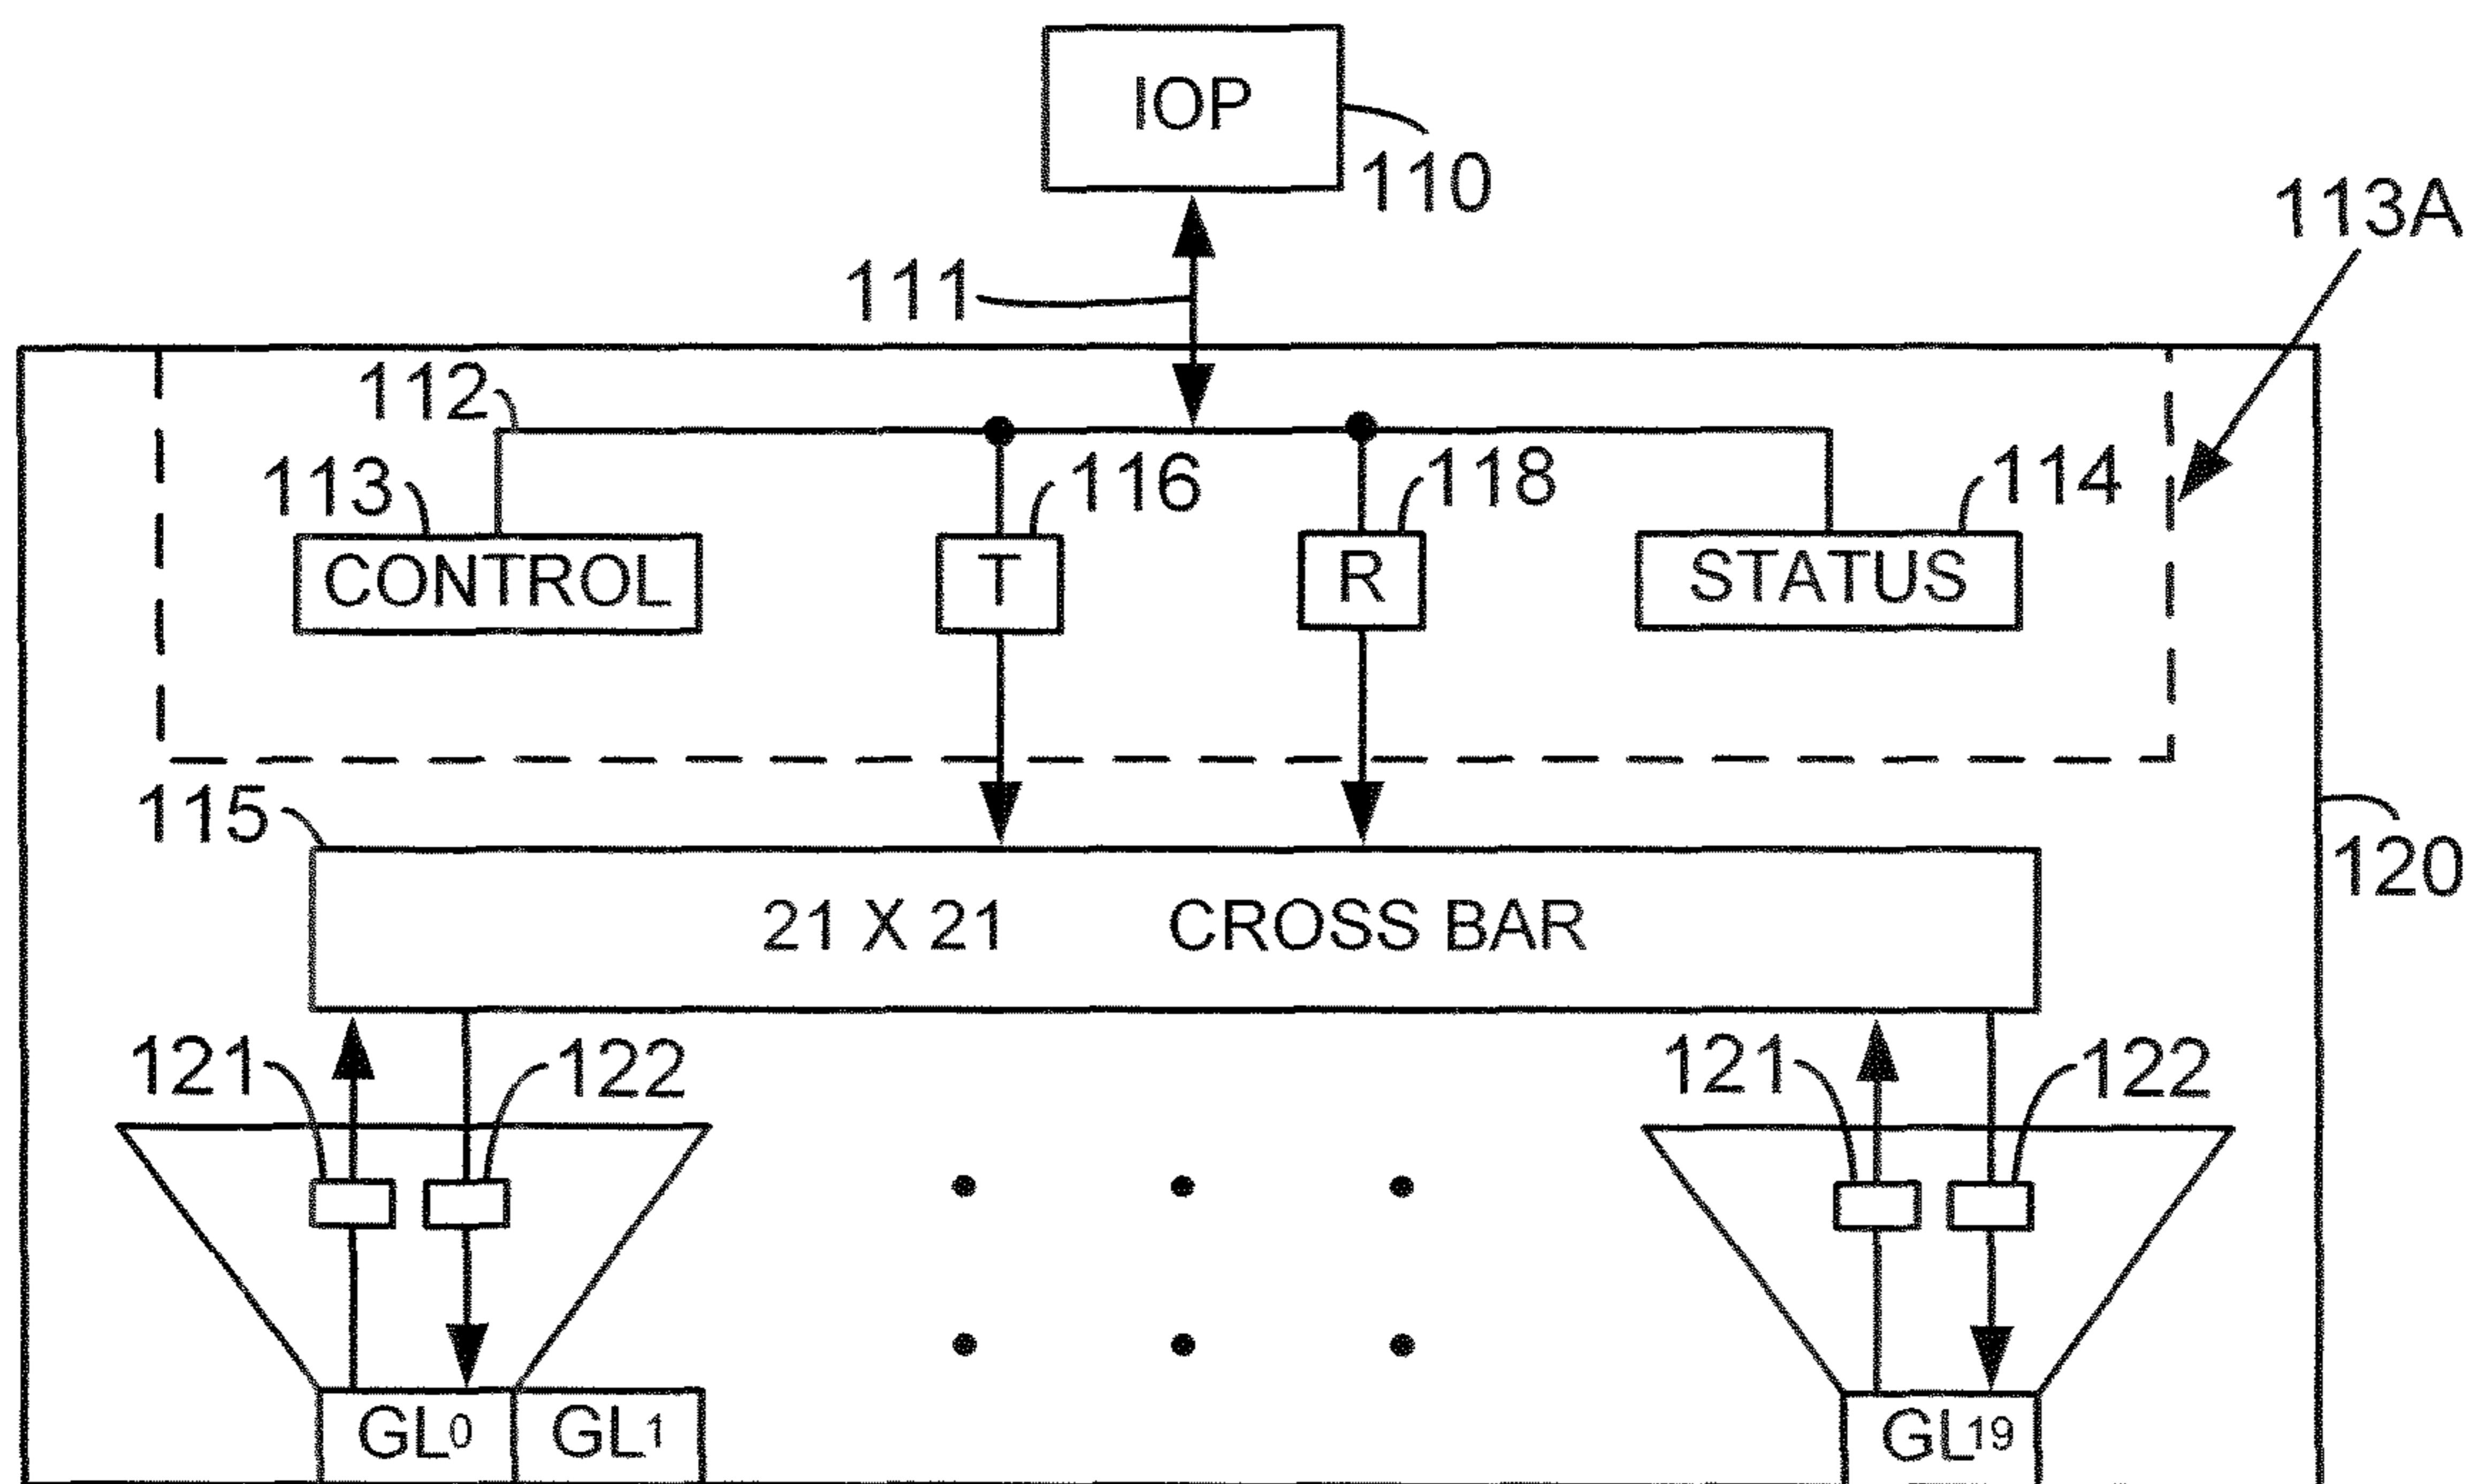 IOP
110
113A
111
112
113
116
118
114
CONTROL
T
R
STATUS
115
120
21 X 21 CROSS BAR
121
122
121
122
GL0
GL1
GL19